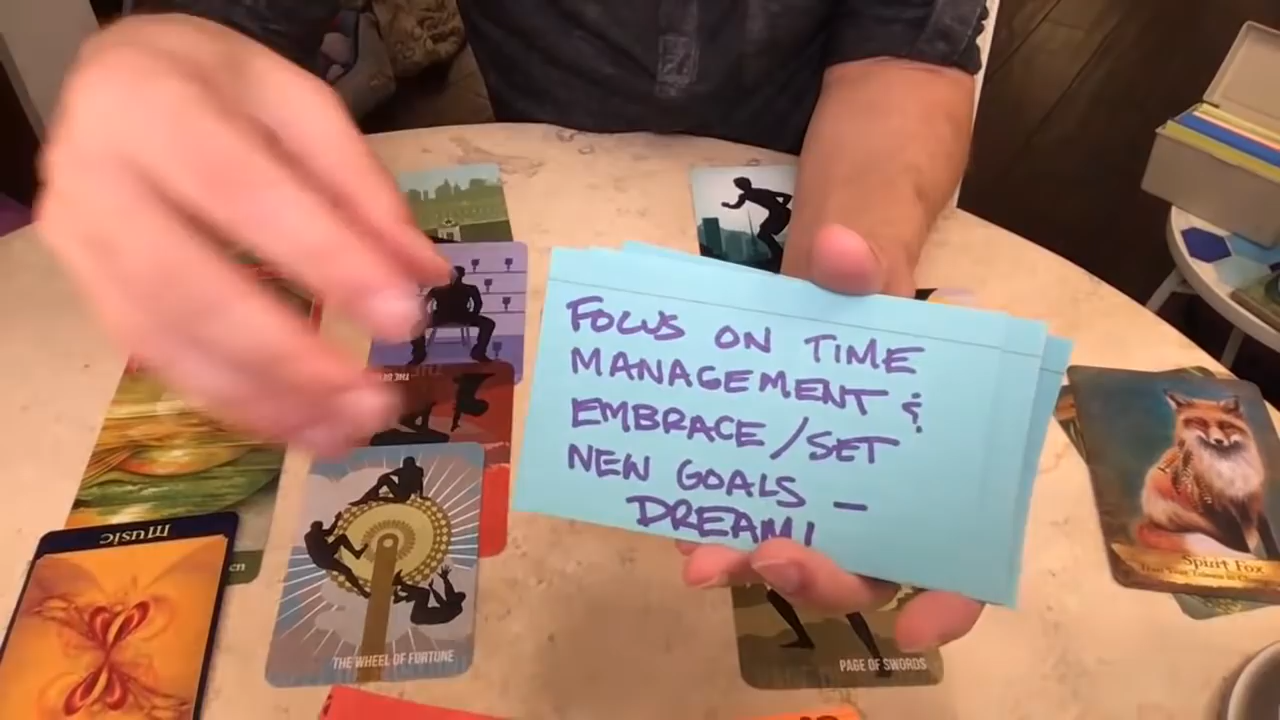 FOCUS ON TIME
MANAGEMENT &
EMBRACE/SET
NEW GOALS —
DREAM!
THE WHEEL OF FORTUNE
PAGE OF SWORDS
Spirit Fox
Music